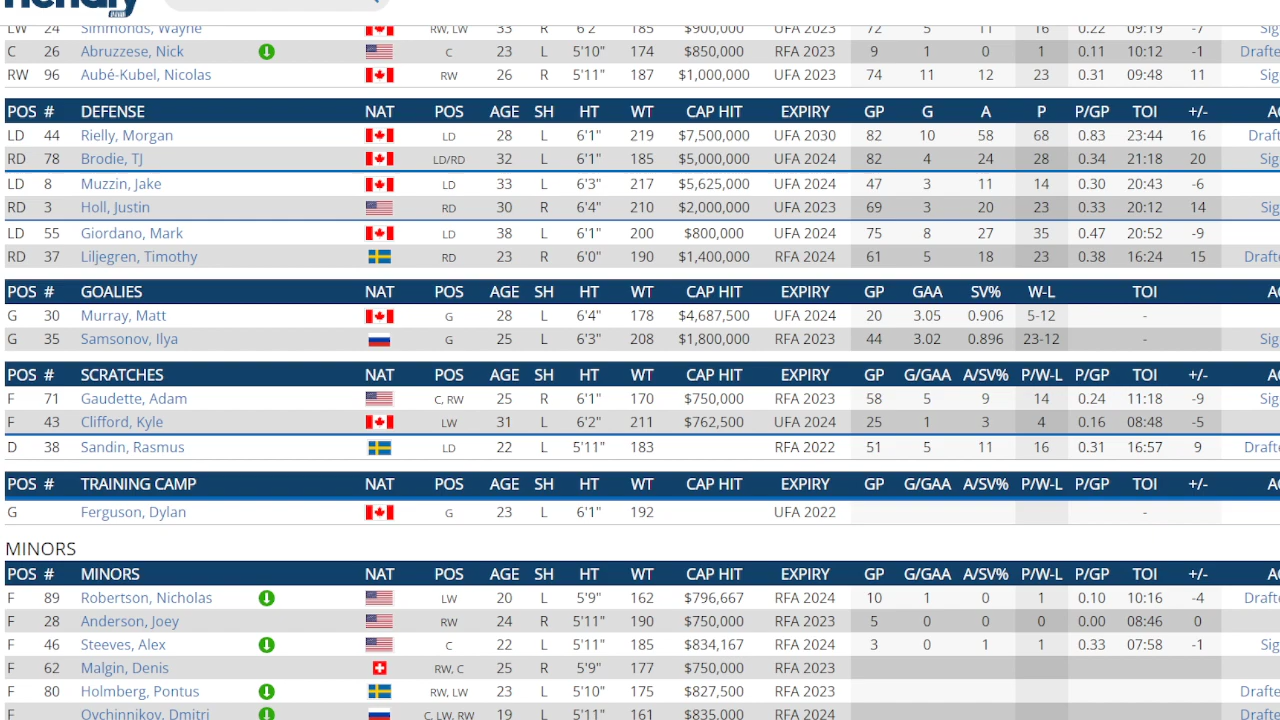 LW 24 Simmonds, Wayne RW, LW 33 R 6'2" 185 $900,000 UFA 2023 72 5 11 16 0.22 09:19 -7
C 26 Abruzzese, Nick C 23 5'10" $850,000 RFA 2023 9 1 0 1 0.11 10:12 -1 Drafte
RW 96 Aubé-Kubel, Nicolas RW 26 5'11" 187 $1,000,000 UFA 2023 74 11 12 23 0.31 09:48 11 Sig
POS # DEFENSE NAT POS AGE SH HT WT CAP HIT EXPIRY GP G A P P/GP TOI +/- AC
LD 44 Rielly, Morgan LD 28 L 6'1" 219 $7,500,000 UFA 2030 82 10 58 68 0.83 23:44 16 Draft
RD 78 Brodie, TJ LD/RD 32 L 6'1" 185 $5,000,000 UFA 2024 82 4 24 28 0.34 21:18 20 Sig
LD 8 Muzzin, Jake LD 33 L 6'3" 217 $5,625,000 UFA 2024 47 3 11 14 0.30 20:43 -6
RD 3 Holl, Justin RD 30 R 6'4" 210 $2,000,000 UFA 2023 69 3 20 23 0.33 20:12 14 Sig
LD 55 Giordano, Mark LD 38 L 6'1" 200 $800,000 UFA 2024 75 8 27 35 0.47 20:52 -9
RD 37 Liljegren, Timothy RD 23 R 6'0" 190 $1,400,000 RFA 2024 61 5 18 23 0.38 16:24 15 Drafte
POS # GOALIES NAT POS AGE SH HT WT CAP HIT EXPIRY GP GAA SV% W-L TOI AC
G 30 Murray, Matt G 28 L 6'4" 178 $4,687,500 UFA 2024 20 3.05 0.906 5-12 -
G 35 Samsonov, Ilya G 25 L 6'3" 208 $1,800,000 RFA 2023 44 3.02 0.896 23-12 - Sig
POS # SCRATCHES NAT POS AGE SH HT WT CAP HIT EXPIRY GP G/GAA A/SV% P/W-L P/GP TOI +/- AC
F 71 Gaudette, Adam C, RW 25 R 6'1" 170 $750,000 RFA 2023 58 5 9 14 0.24 11:18 -9 Sig
F 43 Clifford, Kyle LW 31 L 6'2" 211 $762,500 UFA 2023 25 1 3 4 0.16 08:48 -5
D 38 Sandin, Rasmus LD 22 L 5'11" 183 RFA 2022 51 5 11 16 0.31 16:57 9 Drafte
POS # TRAINING CAMP NAT POS AGE SH HT WT CAP HIT EXPIRY GP G/GAA A/SV% P/W-L P/GP TOI +/- AC
G Ferguson, Dylan G 23 L 6'1" 192 UFA 2022 -
MINORS
POS # MINORS NAT POS AGE SH HT WT CAP HIT EXPIRY GP G/GAA A/SV% P/W-L P/GP TOI +/- AC
F 89 Robertson, Nicholas LW 20 L 5'9" 164 $796,667 RFA 2024 10 1 0 1 0.10 10:16 -4 Drafte
F 28 Anderson, Joey RW 24 R 5'11" $750,000 RFA 2024 5 0 0 0 0.00 08:46 0
F 46 Steeves, Alex C 22 L 5'11" 185 $834,167 RFA 2024 3 0 1 1 0.33 07:58 -1 Sig
F 62 Malgin, Denis RW, C 25 R 5'9" 177 $750,000 RFA 2023
F 80 Holmberg, Pontus RW, LW 23 5'10" $827,500 RFA 2023 Drafte
F Ovchinnikov, Dmitri C, LW, RW 19 5'11" Drafte